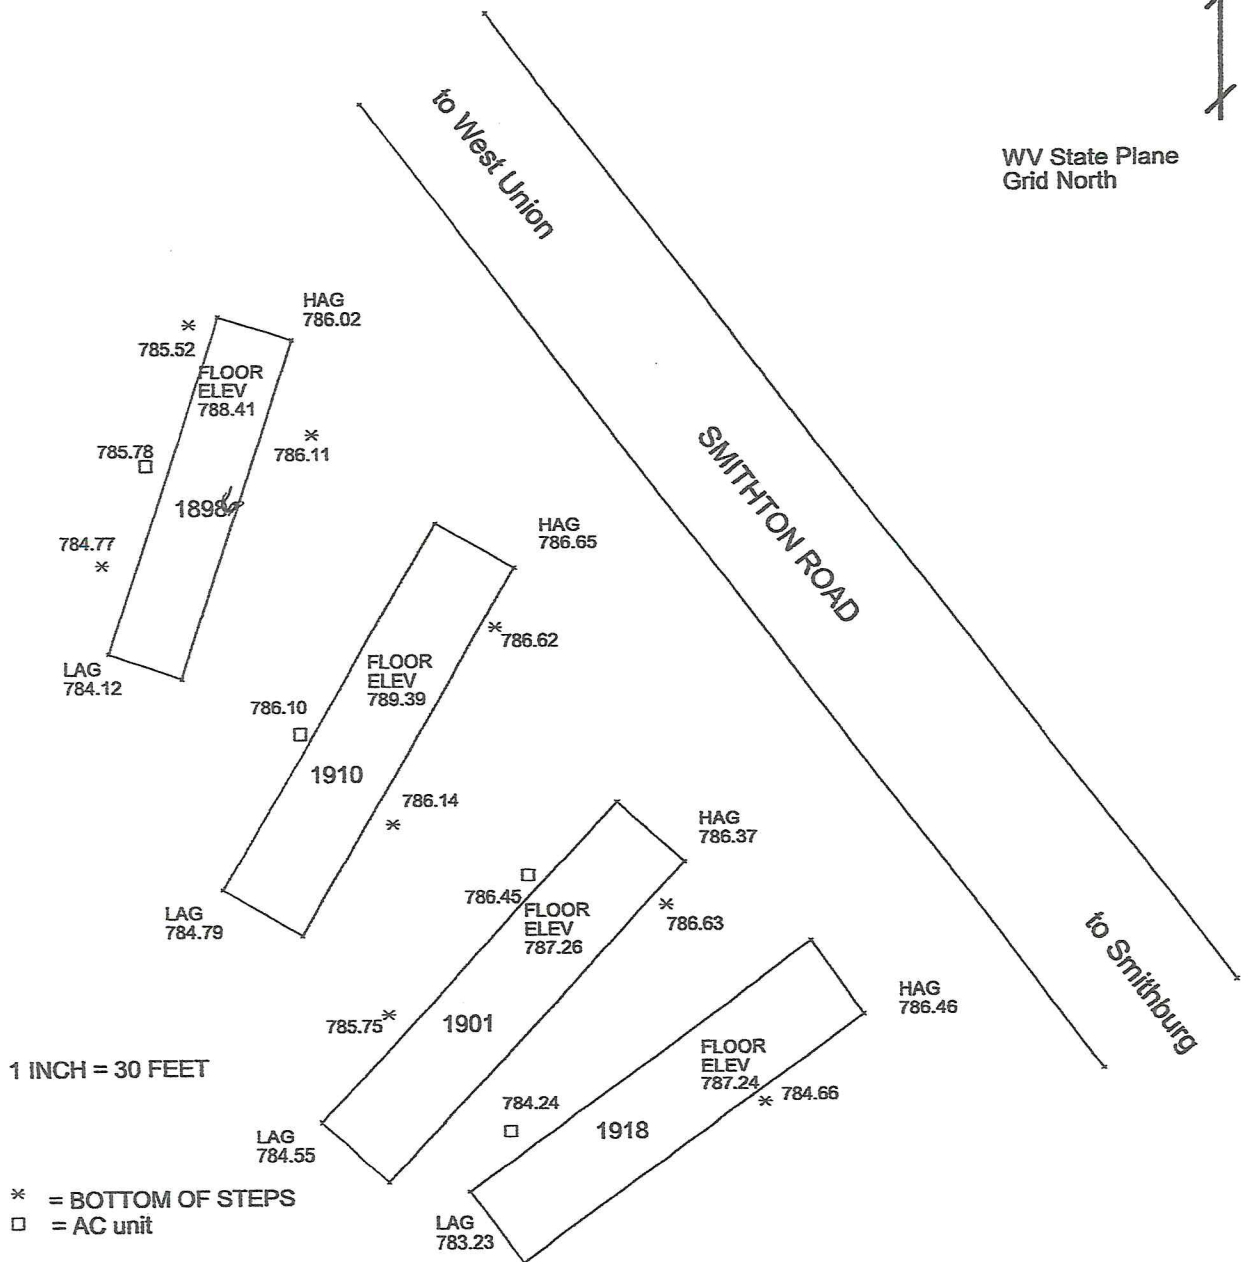 to West Union
WV State Plane
Grid North
HAG
786.02
785.52
FLOOR
ELEV
788.41
785.78
786.11
1898
784.77
LAG
784.12
SMITHTON ROAD
HAG
786.65
786.62
FLOOR
ELEV
789.39
786.10
1910
786.14
LAG
784.79
HAG
786.37
786.45
FLOOR
ELEV
787.26
786.63
785.75
1901
LAG
784.55
to Smithburg
HAG
786.46
FLOOR
ELEV
787.24
784.66
784.24
1918
LAG
783.23
1 INCH = 30 FEET
* = BOTTOM OF STEPS
□ = AC unit